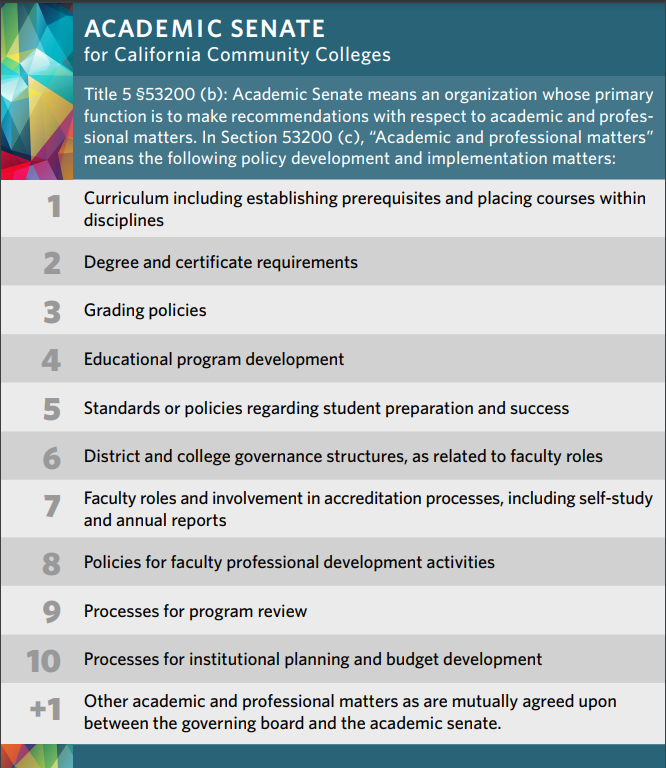 ACADEMIC SENATE
for California Community Colleges
Title 5 §53200 (b): Academic Senate means an organization whose primary
function is to make recommendations with respect to academic and profes-
sional matters. In Section 53200 (c), “Academic and professional matters”
means the following policy development and implementation matters:
1 Curriculum including establishing prerequisites and placing courses within
disciplines
2 Degree and certificate requirements
3 Grading policies
4 Educational program development
5 Standards or policies regarding student preparation and success
6 District and college governance structures, as related to faculty roles
7 Faculty roles and involvement in accreditation processes, including self-study
and annual reports
8 Policies for faculty professional development activities
9 Processes for program review
10 Processes for institutional planning and budget development
+1 Other academic and professional matters as are mutually agreed upon
between the governing board and the academic senate.